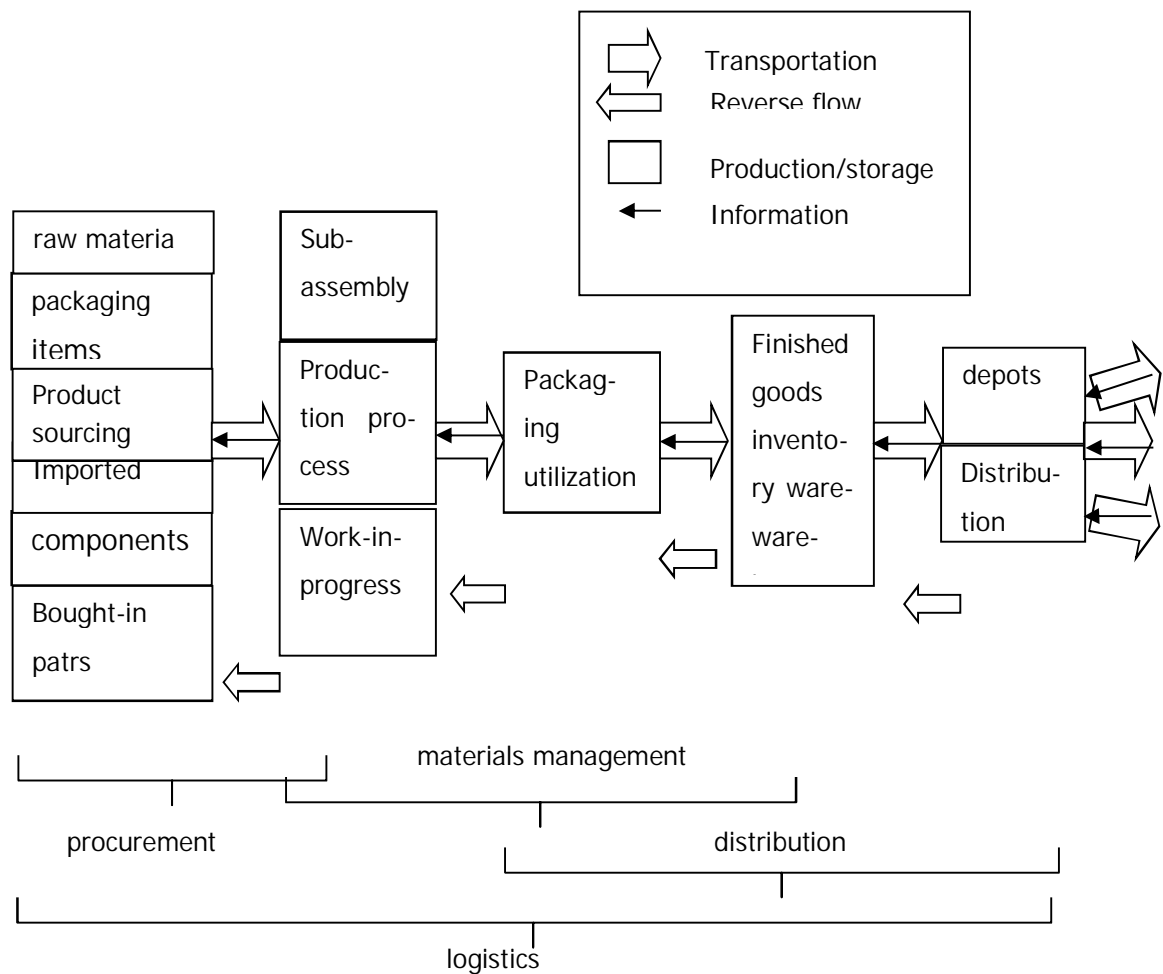 Transportation
Reverse flow
Production/storage
Information
raw materia
packaging
items
Product
sourcing
Imported
components
Bought-in
patrs
Sub-
assembly
Produc-
tion pro-
cess
Work-in-
progress
Packag-
ing
utilization
Finished
goods
invento-
ry ware-
ware-
depots
Distribu-
tion
materials management
procurement
distribution
logistics